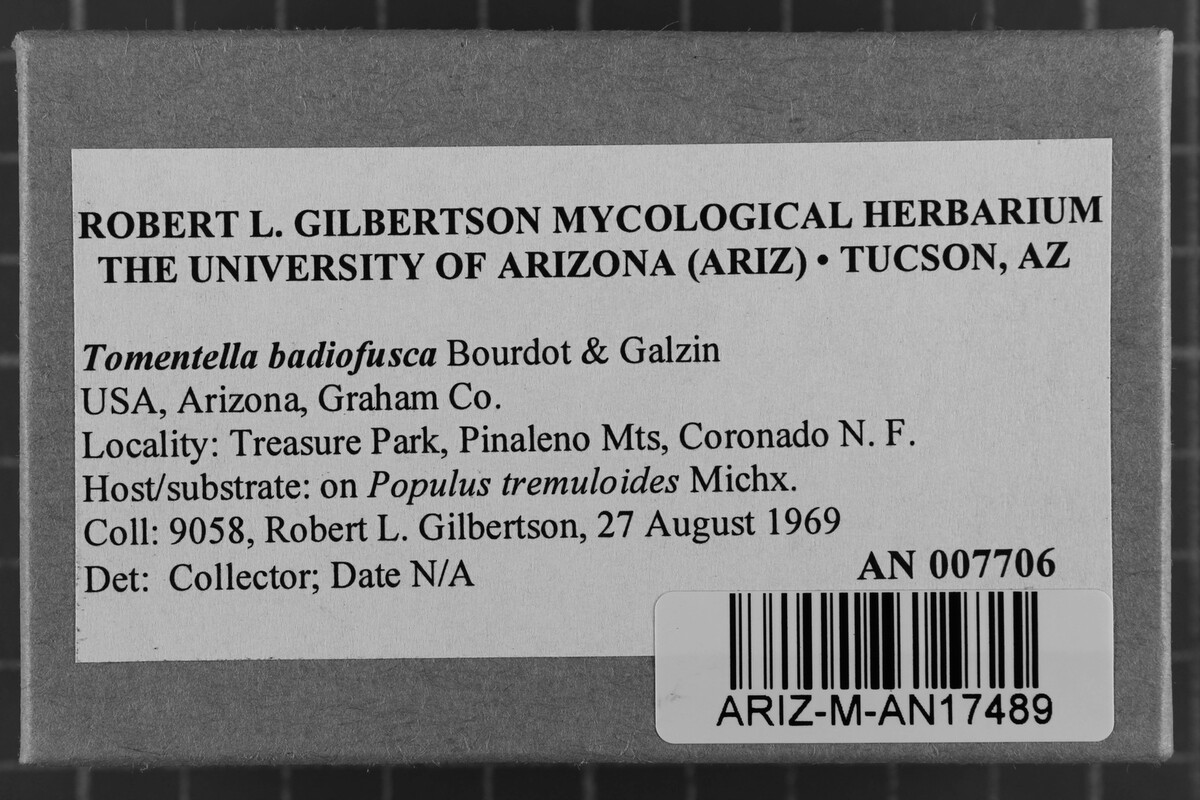 ROBERT L. GILBERTSON MYCOLOGICAL HERBARIUM
THE UNIVERSITY OF ARIZONA (ARIZ) • TUCSON, AZ
Tomentella badiofusca Bourdot & Galzin
USA, Arizona, Graham Co.
Locality: Treasure Park, Pinaleno Mts, Coronado N. F.
Host/substrate: on Populus tremuloides Michx.
Coll: 9058, Robert L. Gilbertson, 27 August 1969
Det: Collector; Date N/A
AN 007706
ARIZ-M-AN17489